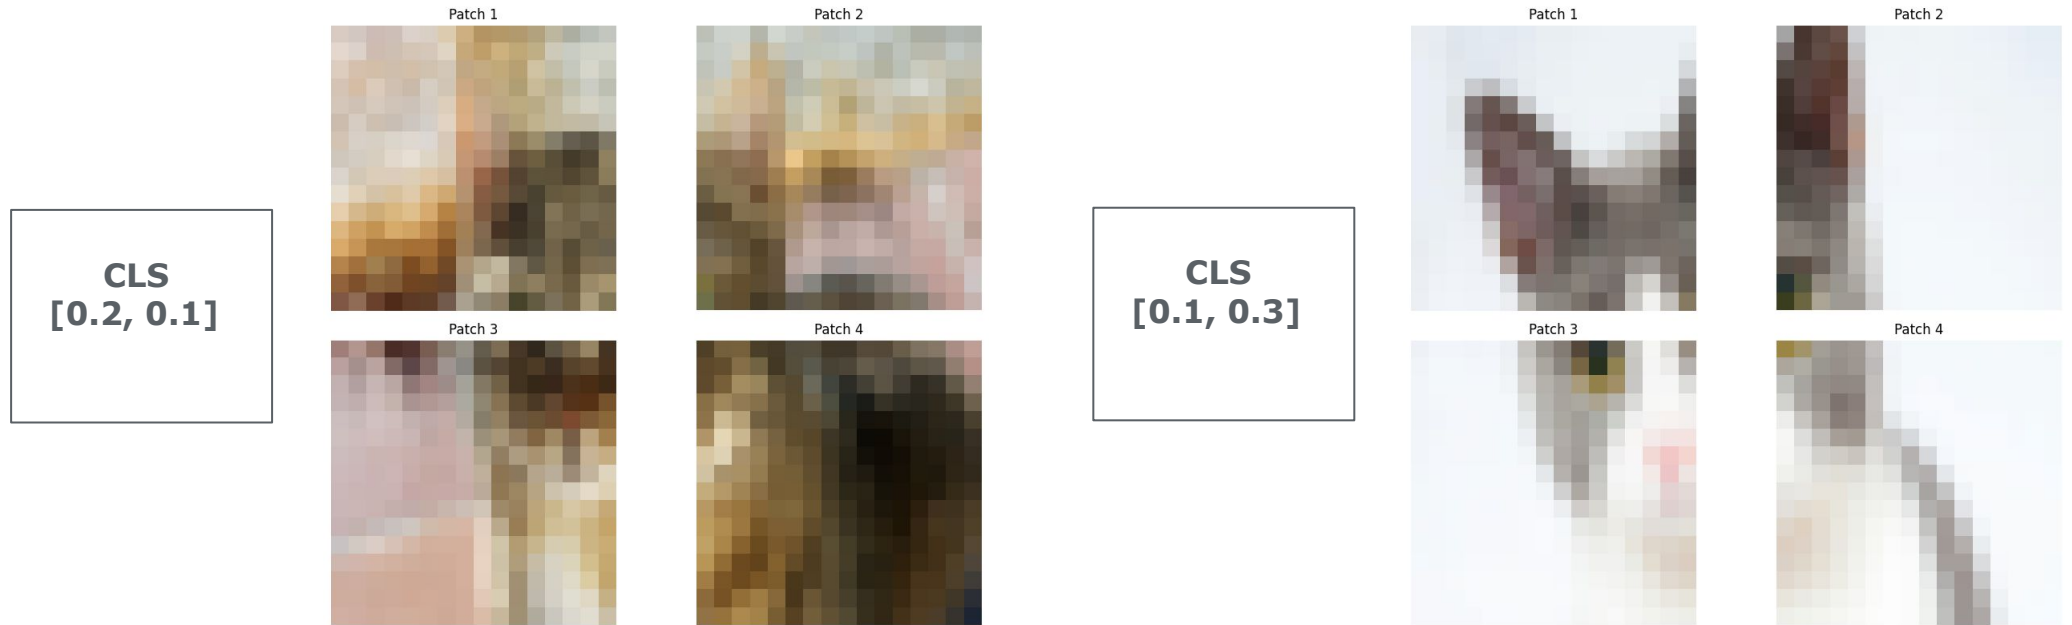 Patch 1
Patch 2
CLS
[0.2, 0.1]
Patch 3
Patch 4
Patch 1
Patch 2
CLS
[0.1, 0.3]
Patch 3
Patch 4